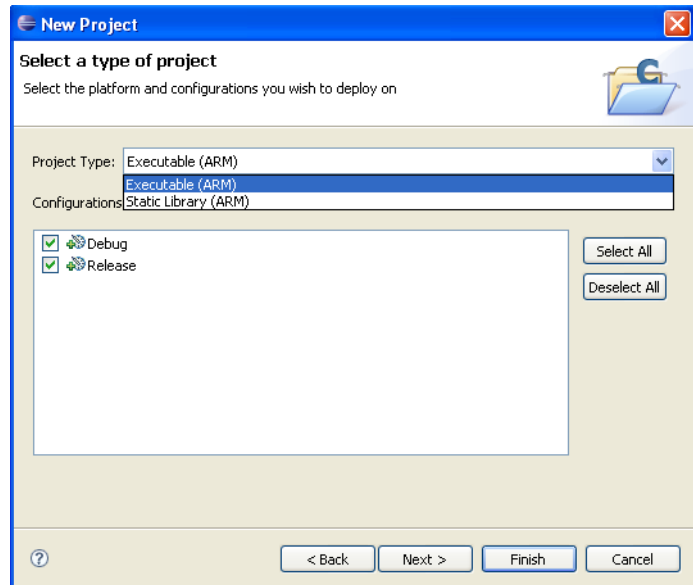 New Project
Select a type of project
Select the platform and configurations you wish to deploy on
Project Type: Executable (ARM)
Executable (ARM)
Configurations Static Library (ARM)
Debug
Release
Select All
Deselect All
? < Back Next > Finish Cancel